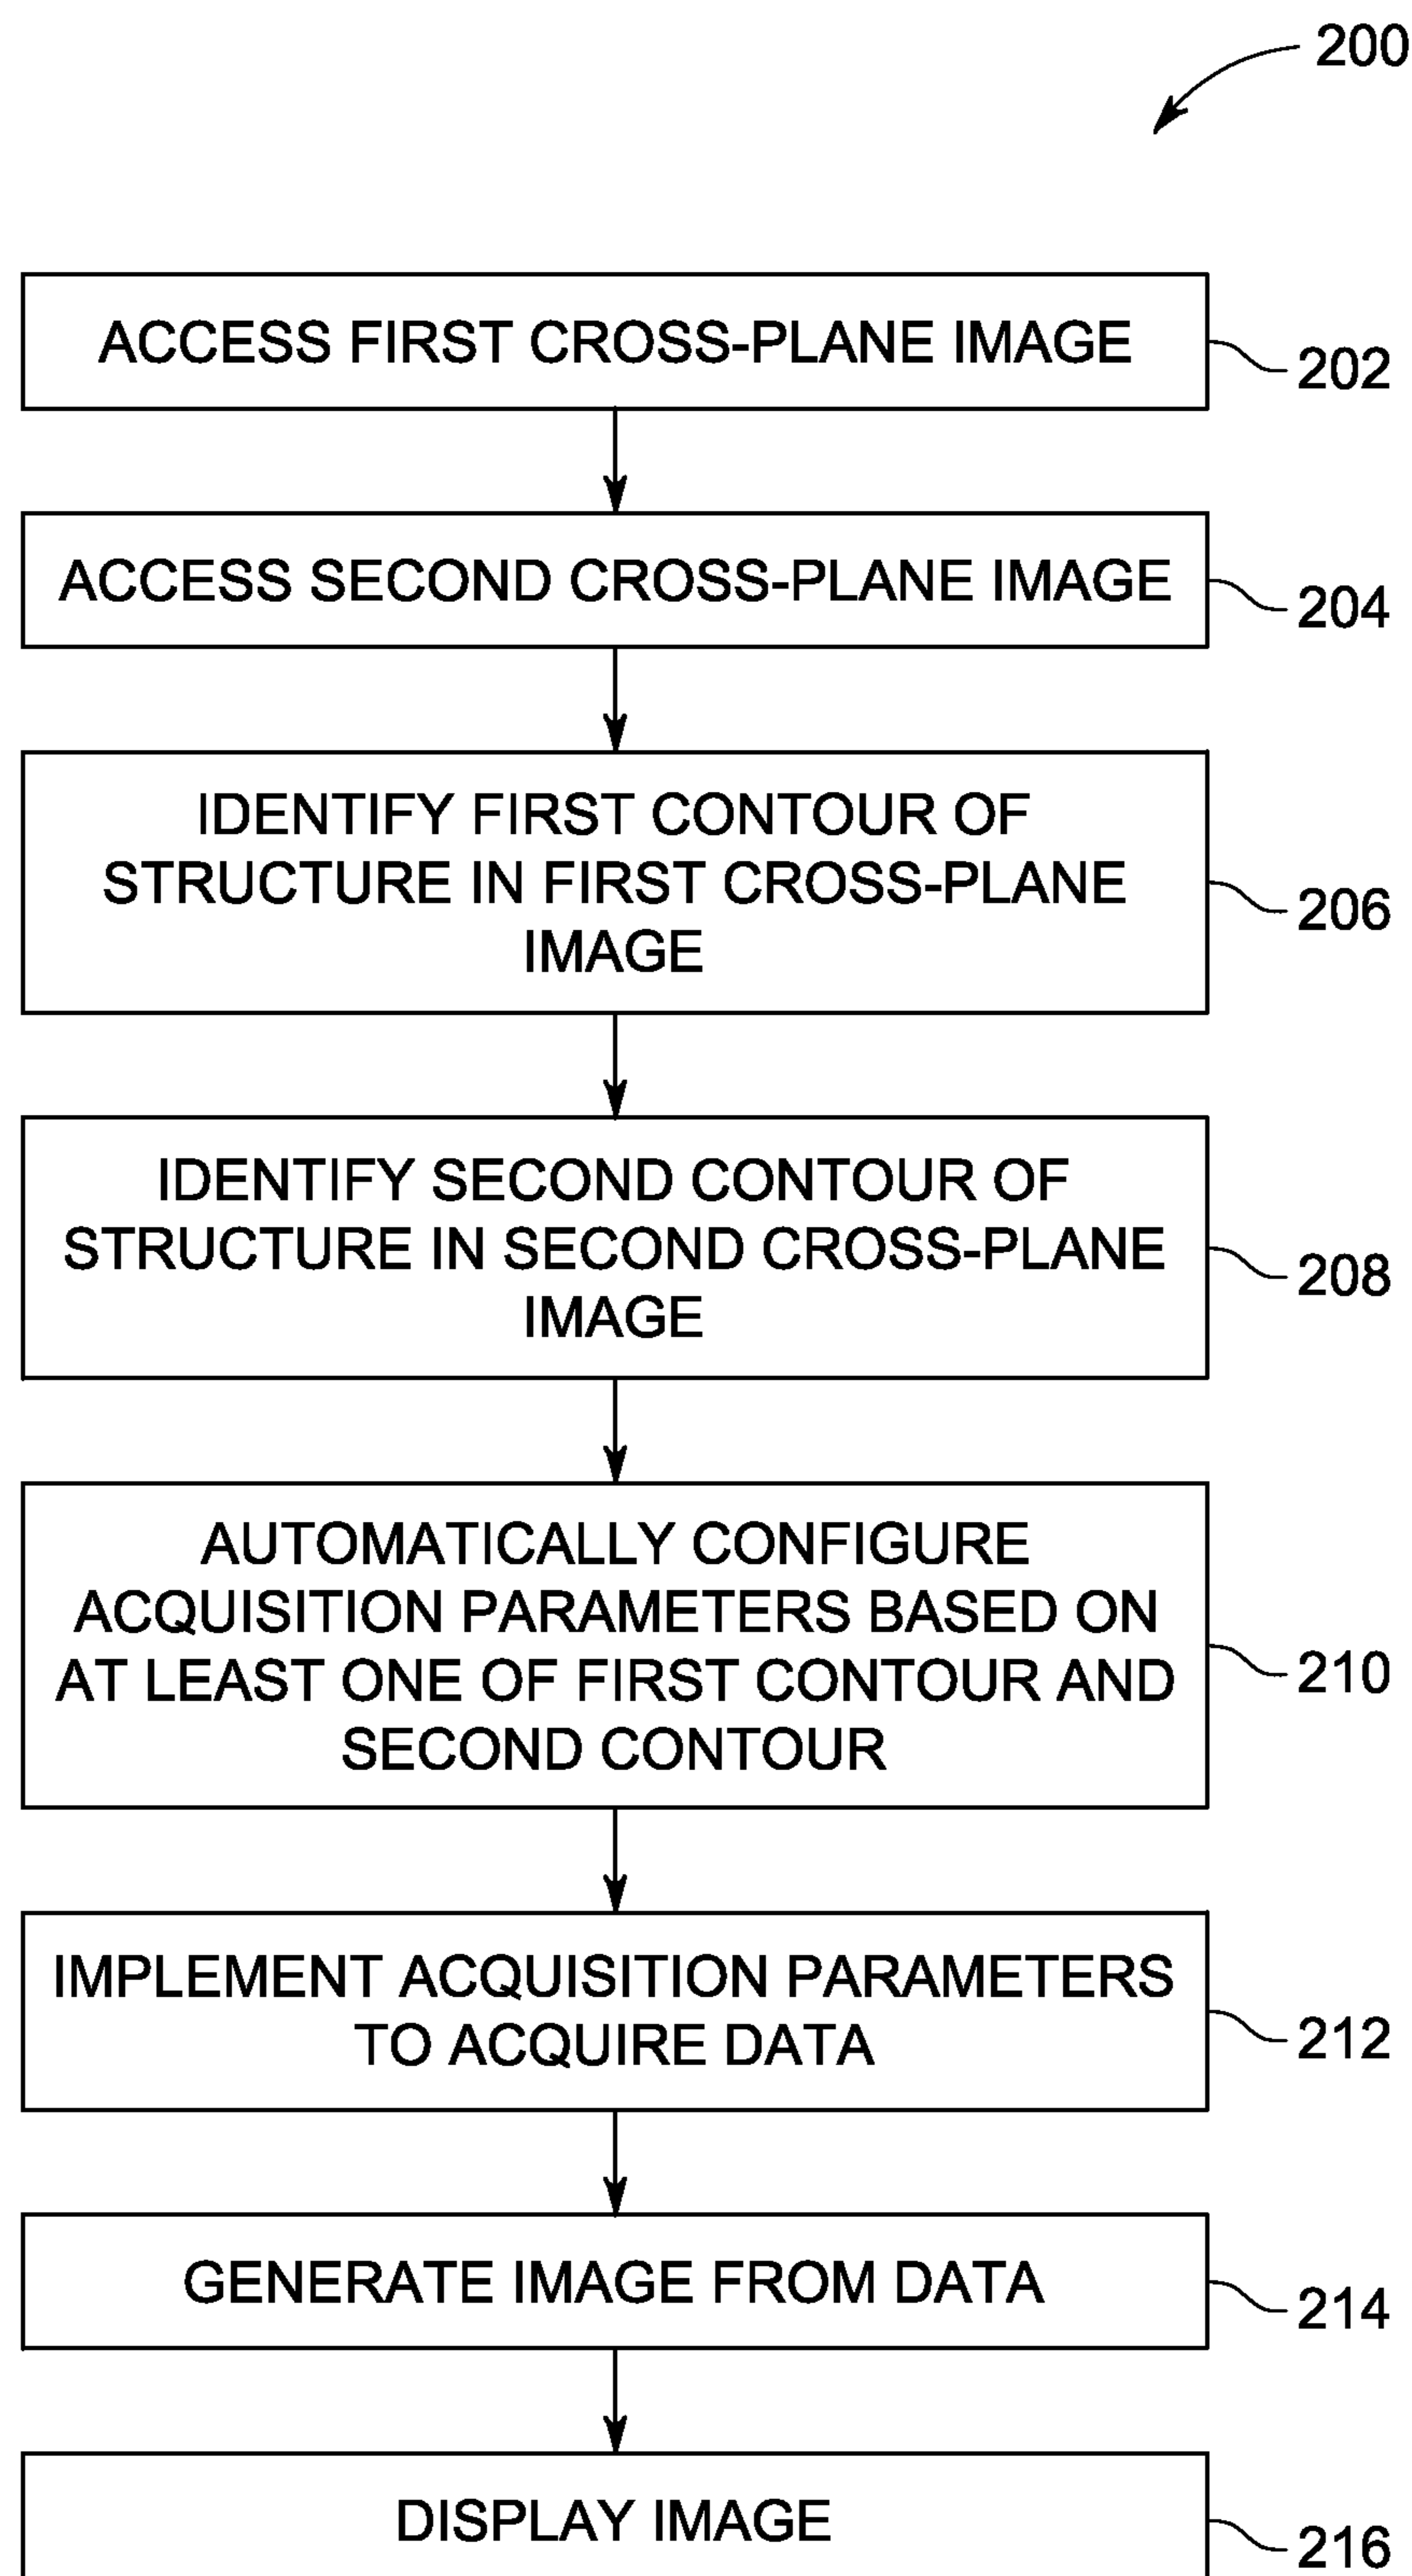 200
ACCESS FIRST CROSS-PLANE IMAGE
202
ACCESS SECOND CROSS-PLANE IMAGE
204
IDENTIFY FIRST CONTOUR OF
STRUCTURE IN FIRST CROSS-PLANE
IMAGE
206
IDENTIFY SECOND CONTOUR OF
STRUCTURE IN SECOND CROSS-PLANE
IMAGE
208
AUTOMATICALLY CONFIGURE
ACQUISITION PARAMETERS BASED ON
AT LEAST ONE OF FIRST CONTOUR AND
SECOND CONTOUR
210
IMPLEMENT ACQUISITION PARAMETERS
TO ACQUIRE DATA
212
GENERATE IMAGE FROM DATA
214
DISPLAY IMAGE
216